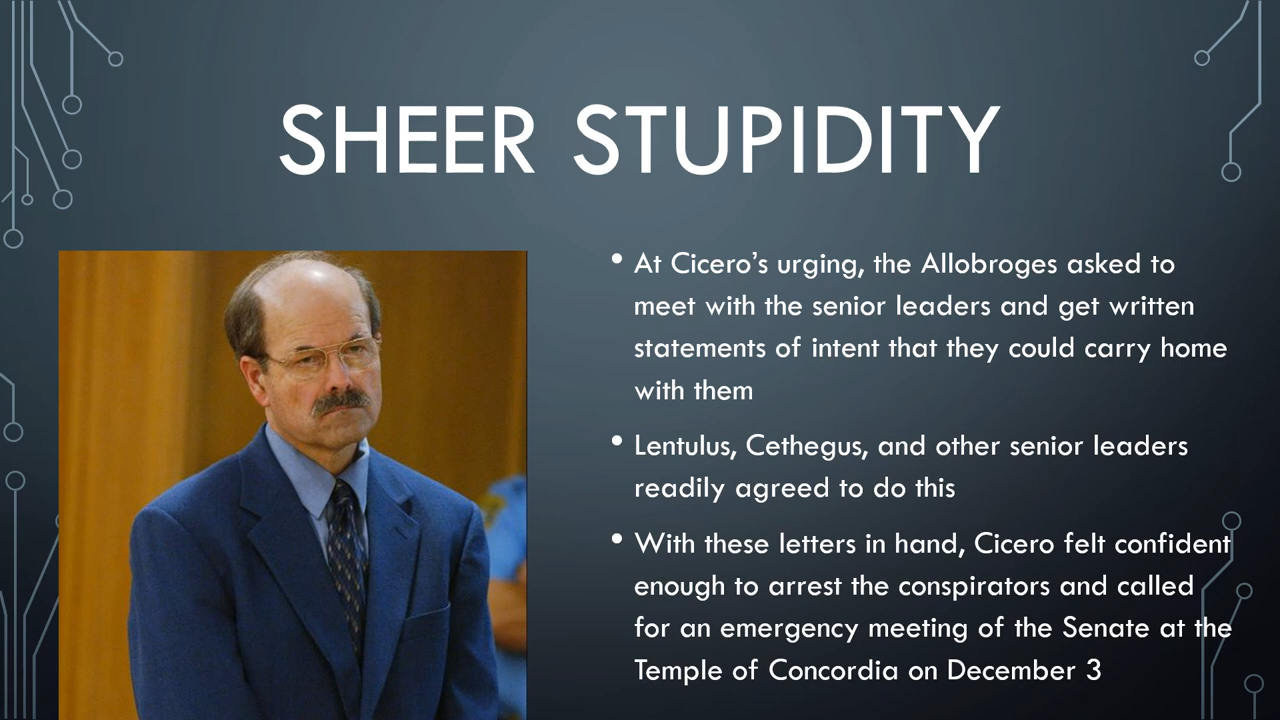 SHEER STUPIDITY
• At Cicero’s urging, the Allobroges asked to
meet with the senior leaders and get written
statements of intent that they could carry home
with them
• Lentulus, Cethegus, and other senior leaders
readily agreed to do this
• With these letters in hand, Cicero felt confident
enough to arrest the conspirators and called
for an emergency meeting of the Senate at the
Temple of Concordia on December 3